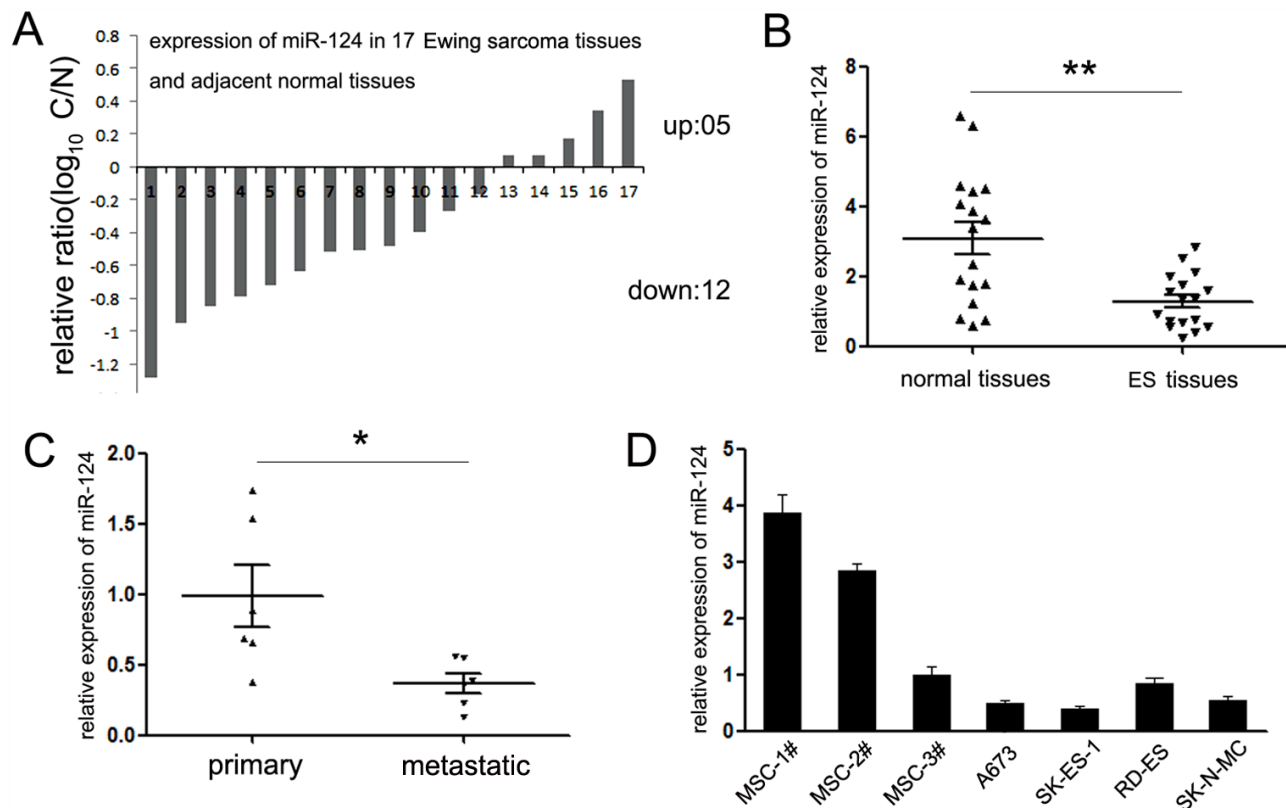 A
expression of miR-124 in 17 Ewing sarcoma tissues
and adjacent normal tissues
relative ratio(log10 C/N)
0.8
0.6
0.4
0.2
0
-0.2
-0.4
-0.6
-0.8
-1
-1.2
1 2 3 4 5 6 7 8 9 10 11 12 13 14 15 16 17
up:05
down:12
B
relative expression of miR-124
8
6
4
2
0
**
normal tissues ES tissues
C
relative expression of miR-124
2.0
1.5
1.0
0.5
0.0
*
primary metastatic
D
relative expression of miR-124
5
4
3
2
1
0
MSC-1# MSC-2# MSC-3# A673 SK-ES-1 RD-ES SK-N-MC